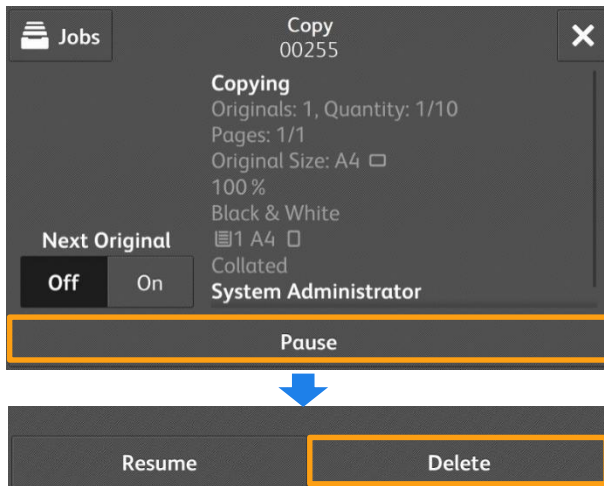 Jobs
Copy
00255
Copying
Originals: 1, Quantity: 1/10
Pages: 1/1
Original Size: A4
100 %
Black & White
1 A4
Collated
System Administrator
Next Original
Off On
Pause
Resume Delete